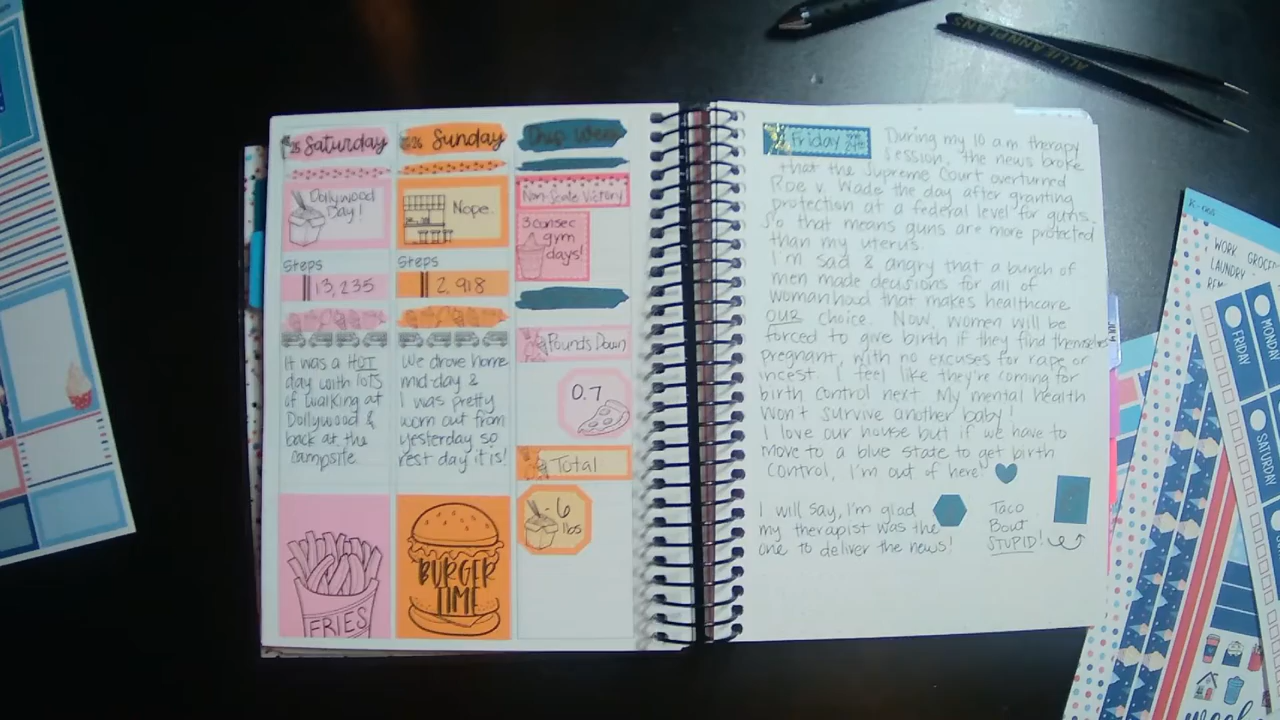 25 Saturday
Dollywood
Day!
Steps
13,235
It was a HOT
day with lots
of walking at
Dollywood &
back at the
campsite.
FRIES
26 Sunday
Nope.
Steps
2,918
We drove home
mid-day &
I was pretty
worn out from
yesterday so
rest day it is!
BURGER
TIME
This Week
Non-Scale Victory
3 consec
gym
days!
Pounds Down
0.7
Total
-6
lbs
Friday
During my 10 am therapy
session, the news broke
that the Supreme Court overturned
Roe v. Wade the day after granting
protection at a federal level for guns.
So that means guns are more protected
than my uterus.
I'm sad & angry that a bunch of
men made decisions for all of
womanhood that makes healthcare
our choice. Now, women will be
forced to give birth if they find themselves
pregnant, with no excuses for rape or
incest. I feel like they're coming for
birth control next. My mental health
won't survive another baby!
I love our house but if we have to
move to a blue state to get birth
control, I'm out of here!
I will say, I'm glad
my therapist was the
one to deliver the news!
Taco
Bout
STUPID!
ALLIE ANN PLANS
WORK
LAUNDRY
MONDAY
FRIDAY
SATURDAY